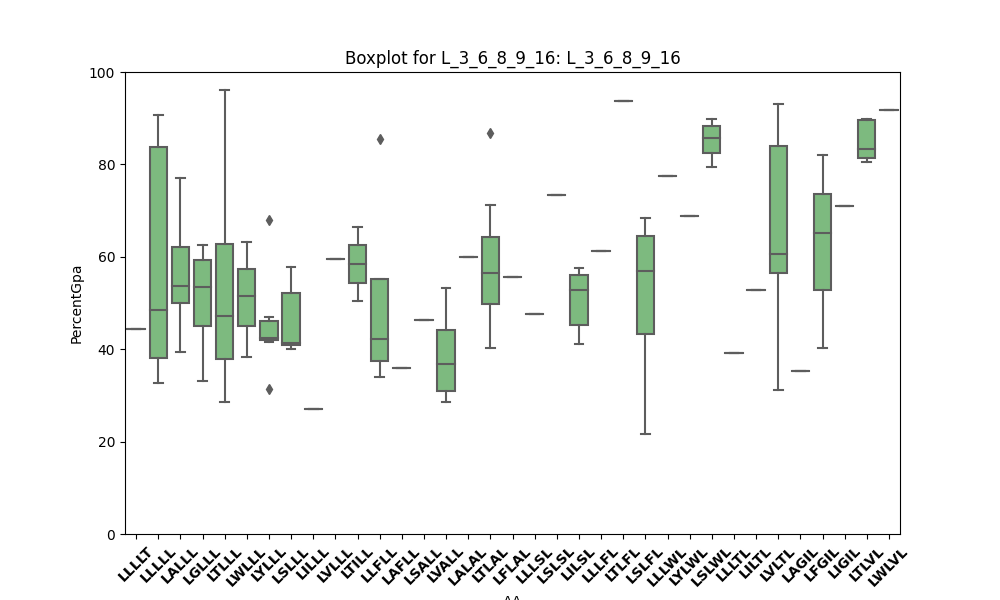 Boxplot for L_3_6_8_9_16: L_3_6_8_9_16
100
80
60
40
20
0
PercentGpa
LLLLT
LLLLL
LALLL
LGLLL
LTLLL
LWLLL
LYLLL
LSLLL
LILLL
LVLLL
LTILL
LLFLL
LAFLL
LSALL
LVALL
LALAL
LTLAL
LFLAL
LLLSL
LSLSL
LILSL
LLLFL
LTLFL
LSLFL
LLLWL
LYLWL
LSLWL
LLLTL
LILTL
LVLTL
LAGIL
LFGIL
LIGIL
LTLVL
LWLVL
AA